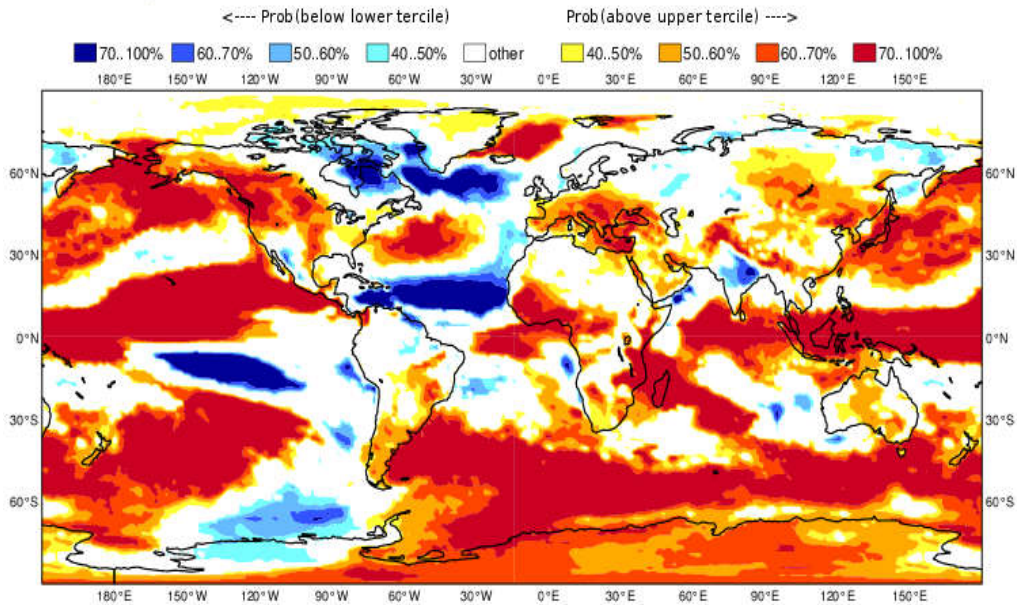 <---- Prob(below lower tercile) Prob(above upper tercile) ---->
70..100% 60..70% 50..60% 40..50% other 40..50% 50..60% 60..70% 70..100%
180°E 150°W 120°W 90°W 60°W 30°W 0°E 30°E 60°E 90°E 120°E 150°E
60°N 60°N
30°N 30°N
0°N 0°N
30°S 30°S
60°S 60°S
180°E 150°W 120°W 90°W 60°W 30°W 0°E 30°E 60°E 90°E 120°E 150°E